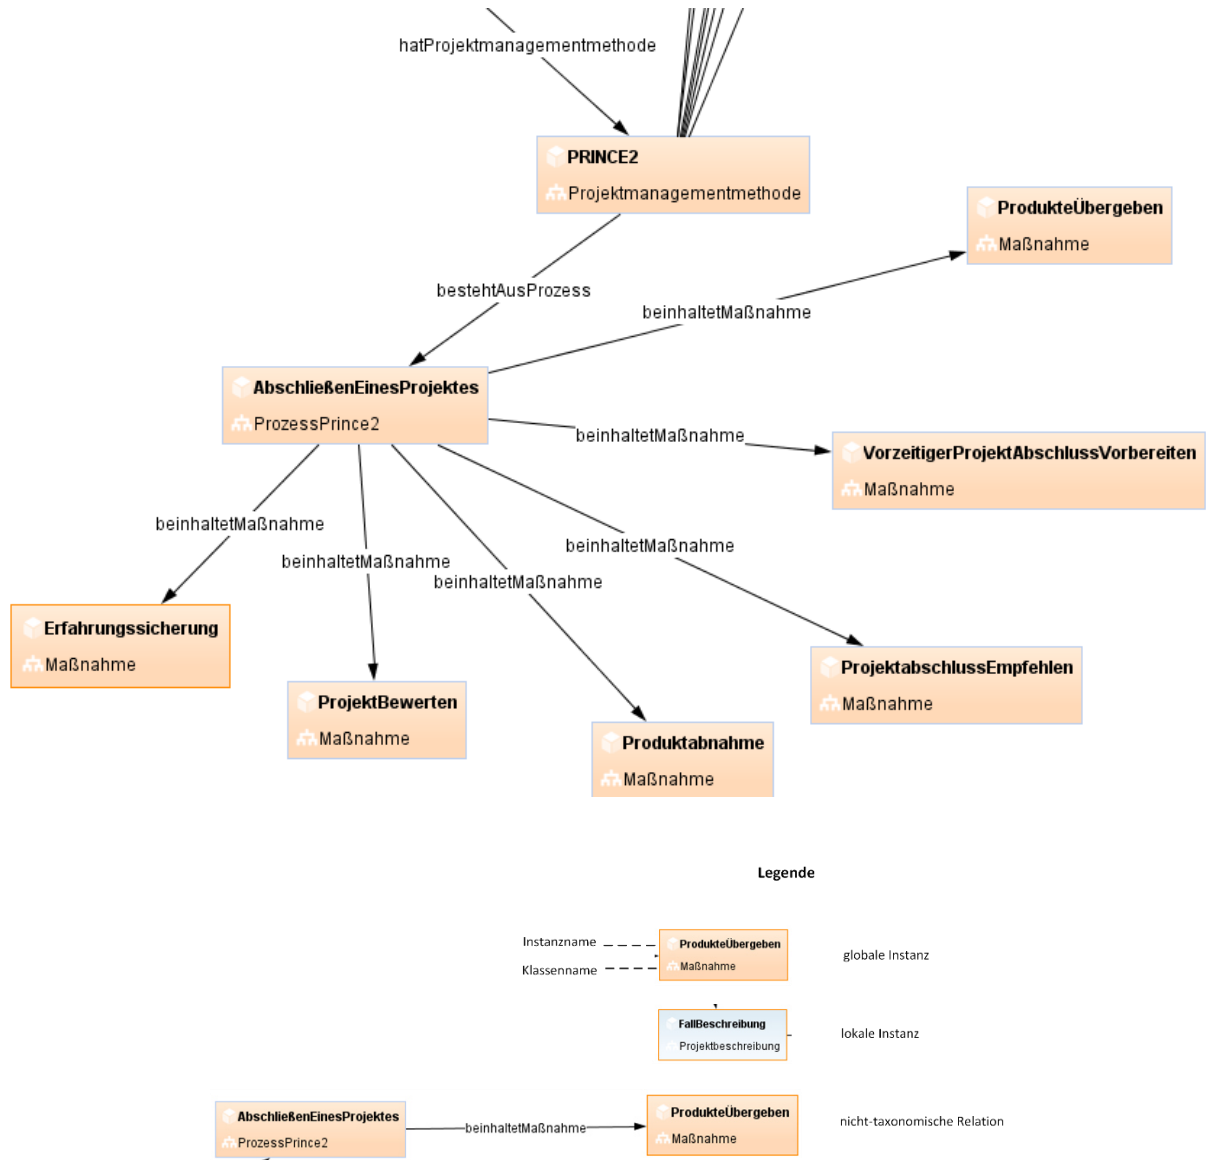 hatProjektmanagementmethode
PRINCE2
Projektmanagementmethode
ProdukteÜbergeben
Maßnahme
bestehtAusProzess
beinhaltetMaßnahme
AbschließenEinesProjektes
ProzessPrince2
beinhaltetMaßnahme
VorzeitigerProjektAbschlussVorbereiten
Maßnahme
beinhaltetMaßnahme
beinhaltetMaßnahme
beinhaltetMaßnahme
beinhaltetMaßnahme
Erfahrungssicherung
Maßnahme
ProjektabschlussEmpfehlen
Maßnahme
ProjektBewerten
Maßnahme
Produktabnahme
Maßnahme
Legende
Instanzname
ProdukteÜbergeben
globale Instanz
Klassenname
Maßnahme
FallBeschreibung
lokale Instanz
Projektbeschreibung
AbschließenEinesProjektes
ProzessPrince2
beinhaltetMaßnahme
ProdukteÜbergeben
Maßnahme
nicht-taxonomische Relation